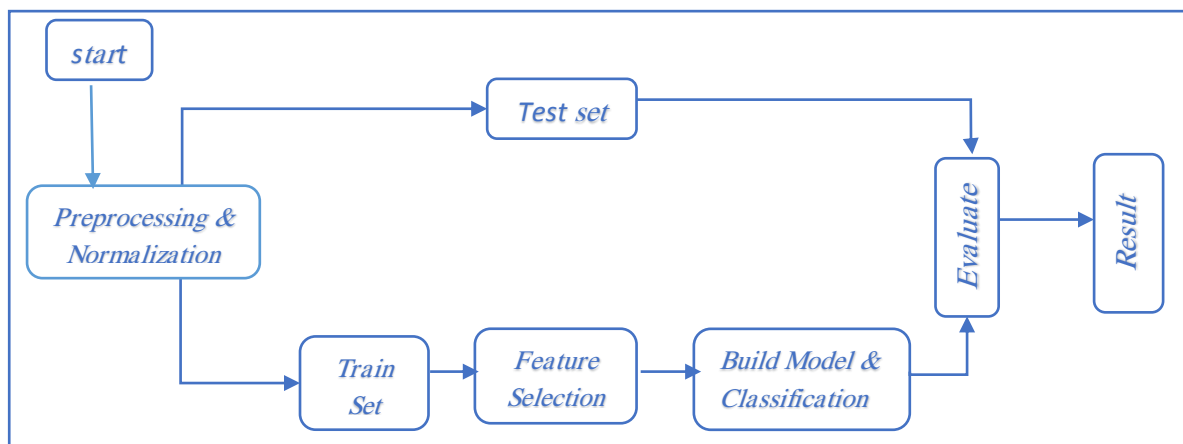 start
Test set
Preprocessing &
Normalization
Evaluate
Result
Train
Set
Feature
Selection
Build Model &
Classification